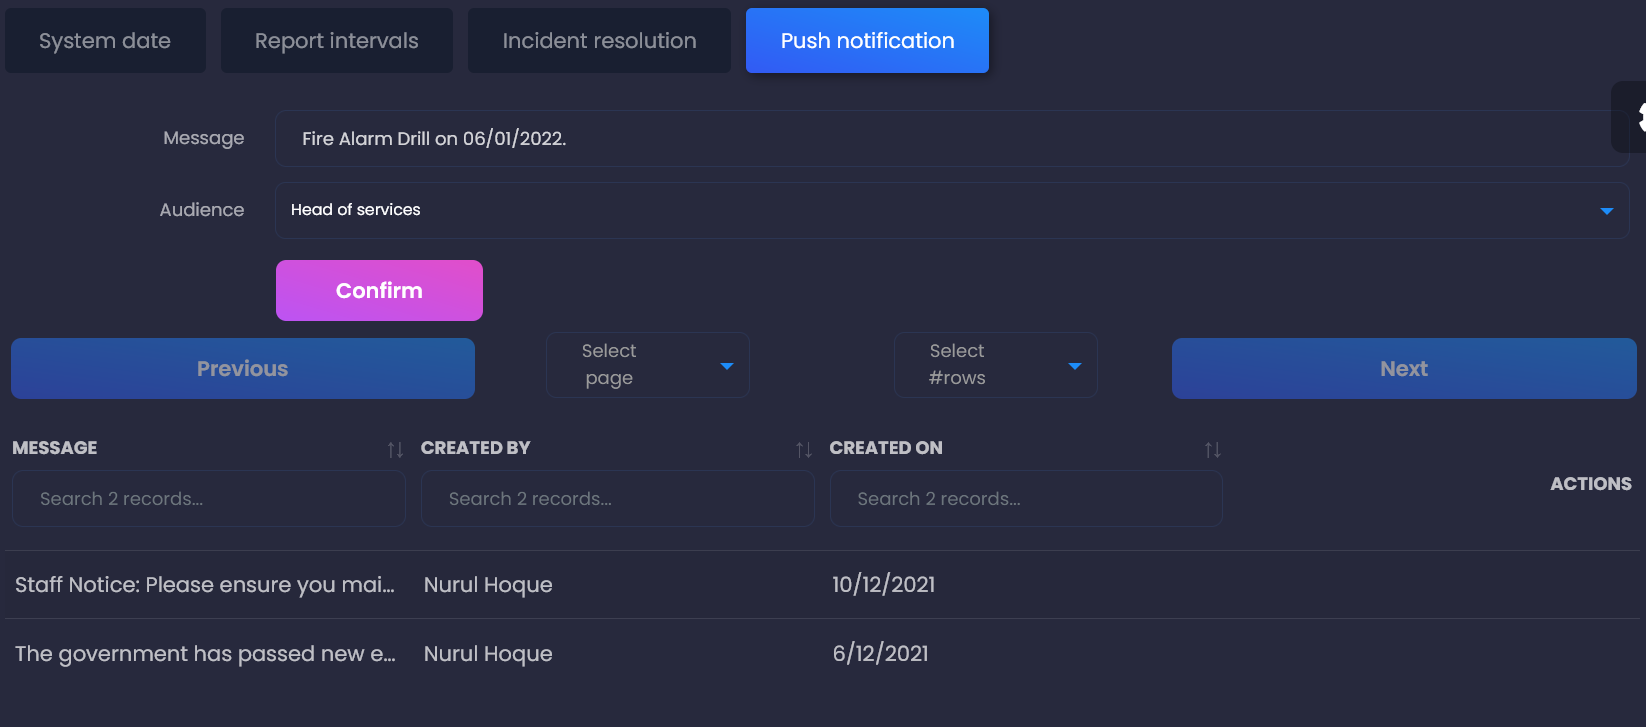 System date
Report intervals
Incident resolution
Push notification
Message
Fire Alarm Drill on 06/01/2022.
Audience
Head of services
Confirm
Previous
Select
page
Select
#rows
Next
MESSAGE
CREATED BY
CREATED ON
ACTIONS
Search 2 records...
Search 2 records...
Search 2 records...
Staff Notice: Please ensure you mai... Nurul Hoque 10/12/2021
The government has passed new e... Nurul Hoque 6/12/2021